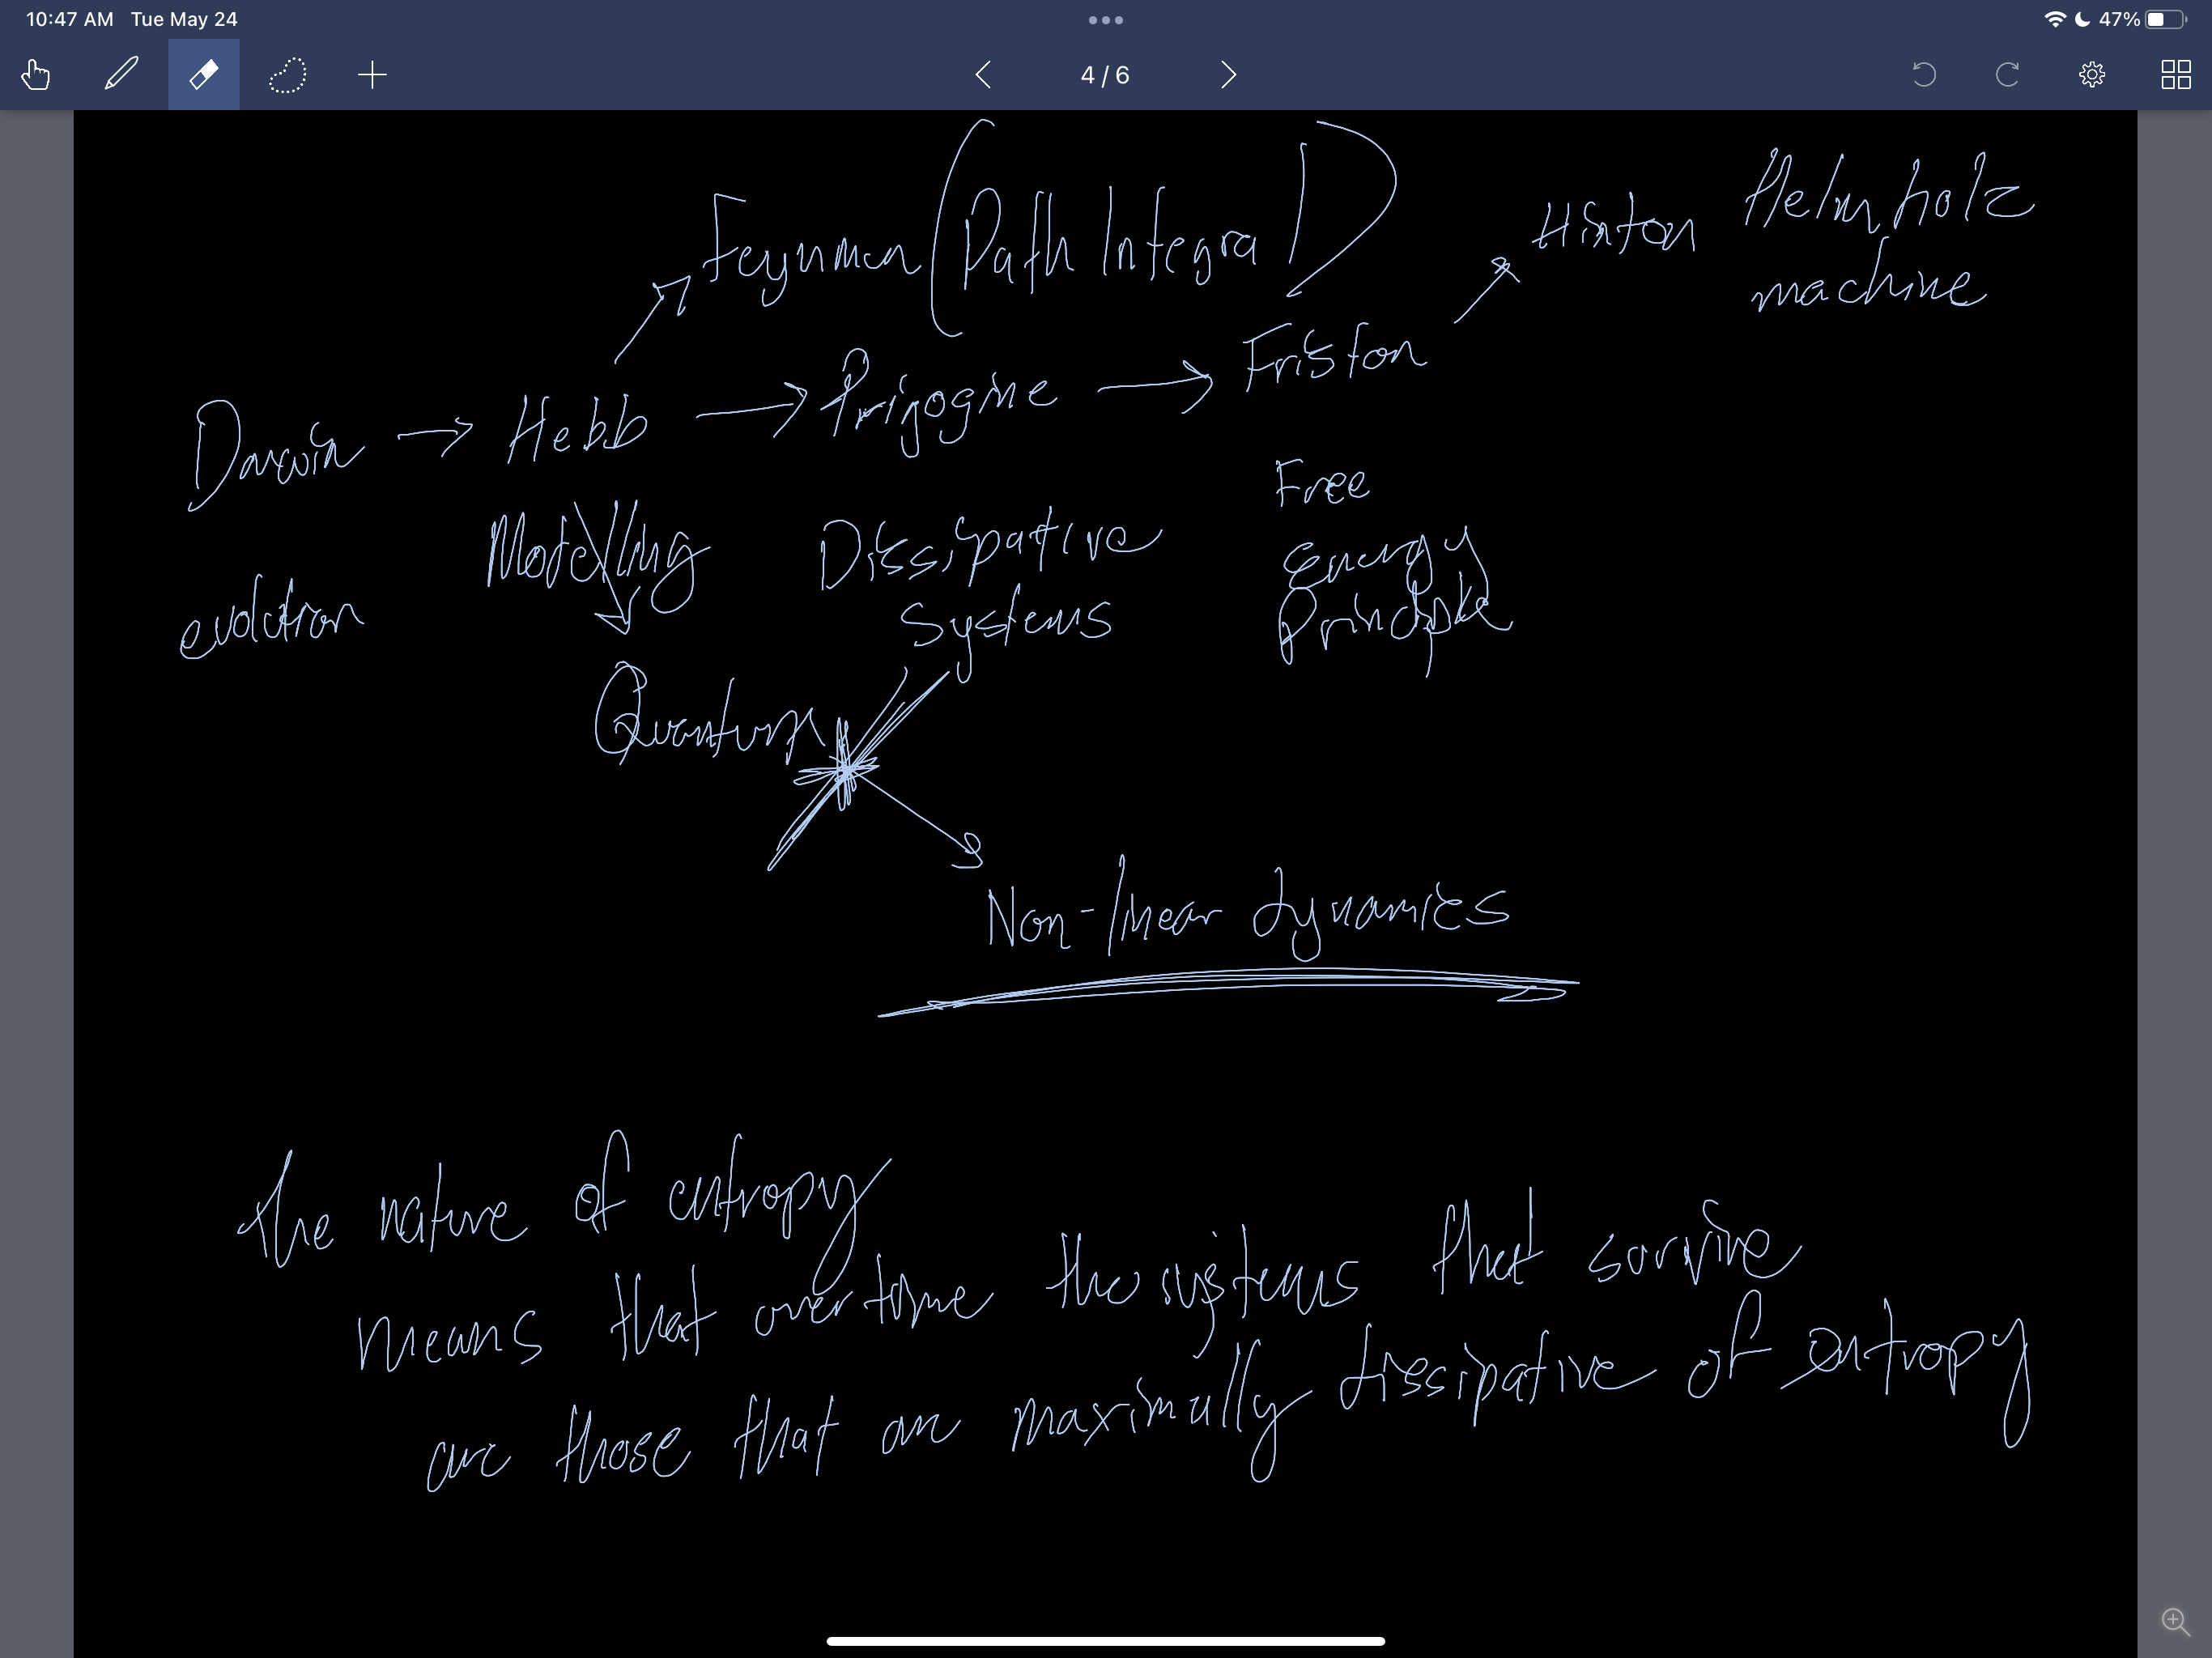 10:47 AM Tue May 24
47%
4 / 6
Feynman (Path Integral)
Hinton Helmholz
machine
Darwin → Hebb → Prigogine → Friston
evolution
Modelling
Dissipative
Systems
Free
energy
principle
Quantum
Non-linear dynamics
the nature of entropy
means that over time the systems that survive
are those that are maximally dissipative of entropy